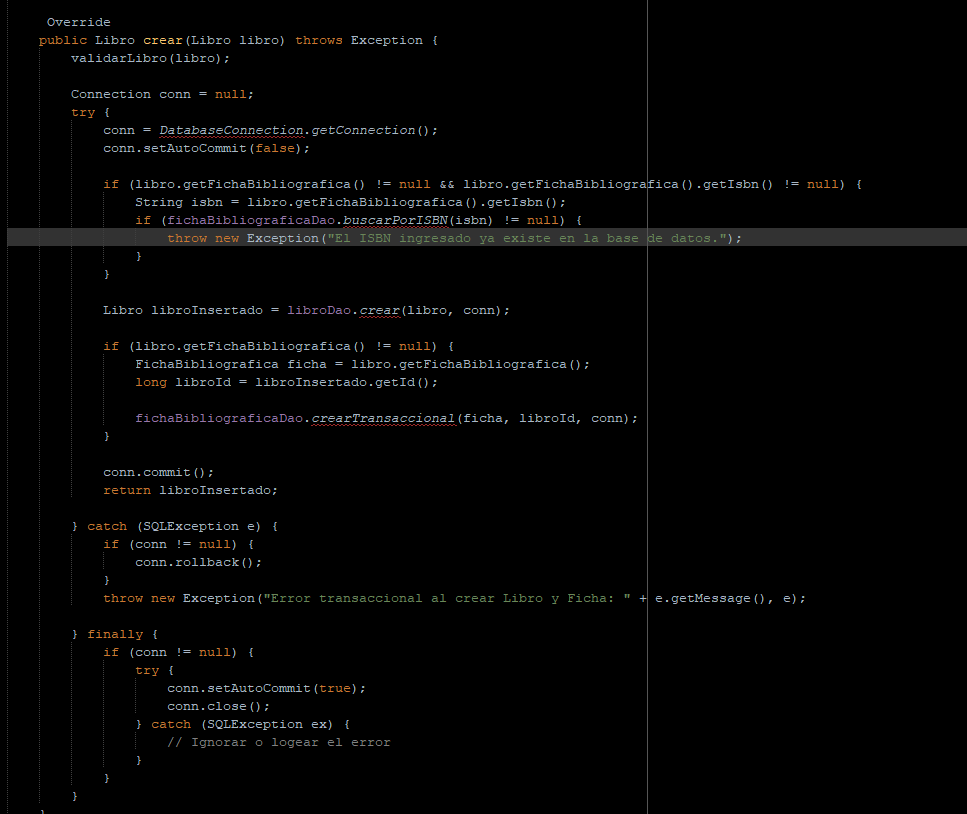 Override
public Libro crear(Libro libro) throws Exception {
validarLibro(libro);
Connection conn = null;
try {
conn = DatabaseConnection.getConnection();
conn.setAutoCommit(false);
if (libro.getFichaBibliografica() != null && libro.getFichaBibliografica().getIsbn() != null) {
String isbn = libro.getFichaBibliografica().getIsbn();
if (fichaBibliograficaDao.buscarPorISBN(isbn) != null) {
throw new Exception("El ISBN ingresado ya existe en la base de datos.");
}
}
Libro libroInsertado = libroDao.crear(libro, conn);
if (libro.getFichaBibliografica() != null) {
FichaBibliografica ficha = libro.getFichaBibliografica();
long libroId = libroInsertado.getId();
fichaBibliograficaDao.crearTransaccional(ficha, libroId, conn);
}
conn.commit();
return libroInsertado;
} catch (SQLException e) {
if (conn != null) {
conn.rollback();
}
throw new Exception("Error transaccional al crear Libro y Ficha: " + e.getMessage(), e);
} finally {
if (conn != null) {
try {
conn.setAutoCommit(true);
conn.close();
} catch (SQLException ex) {
// Ignorar o logear el error
}
}
}